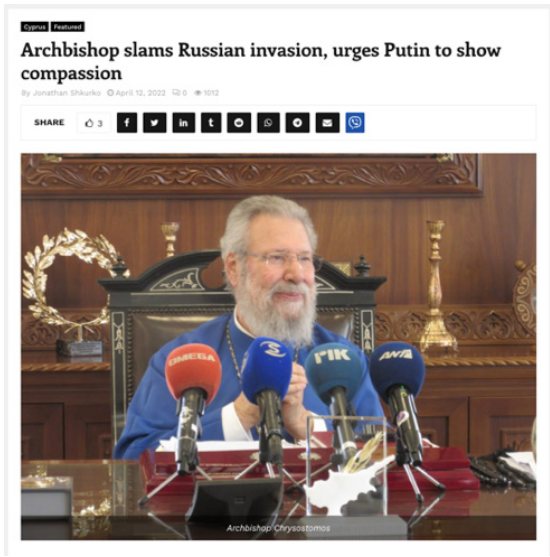 Cyprus Featured
Archbishop slams Russian invasion, urges Putin to show
compassion
By Jonathan Shkurko April 12, 2022 0 1012
SHARE 3
OMEGA
ΡΙΚ
ΑΝΤ1
Archbishop Chrysostomos